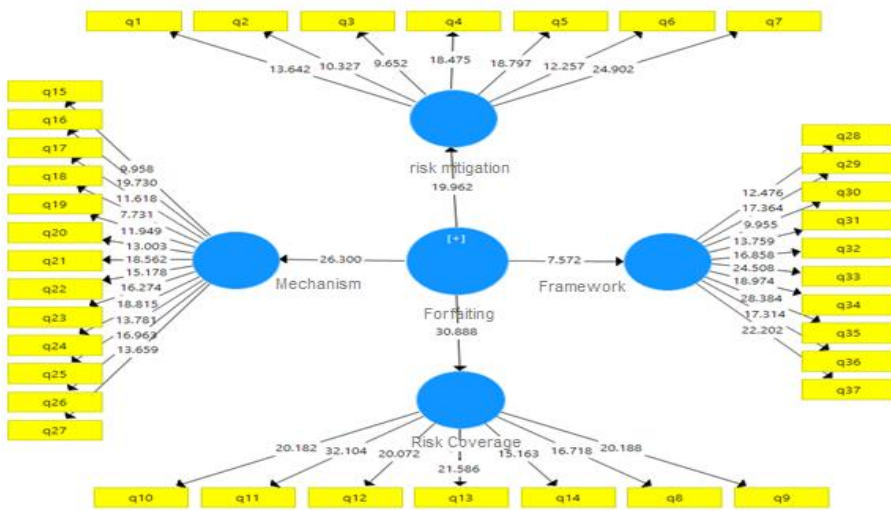 q1 q2 q3 q4 q5 q6 q7
13.642 10.327 9.652 18.475 18.797 12.257 24.902
risk mitigation
19.962
q15
q16
q17
q18
q19
q20
q21
q22
q23
q24
q25
q26
q27
9.958
19.730
11.618
7.731
11.949
13.003
18.562
15.178
16.274
18.815
13.781
16.963
13.659
Mechanism
26.300
[+]
Forfaiting
7.572
Framework
12.476
17.364
9.955
13.759
16.858
24.508
18.974
28.384
17.314
22.202
q28
q29
q30
q31
q32
q33
q34
q35
q36
q37
30.888
Risk Coverage
20.182 32.104 20.072 21.586 15.163 16.718 20.188
q10 q11 q12 q13 q14 q8 q9